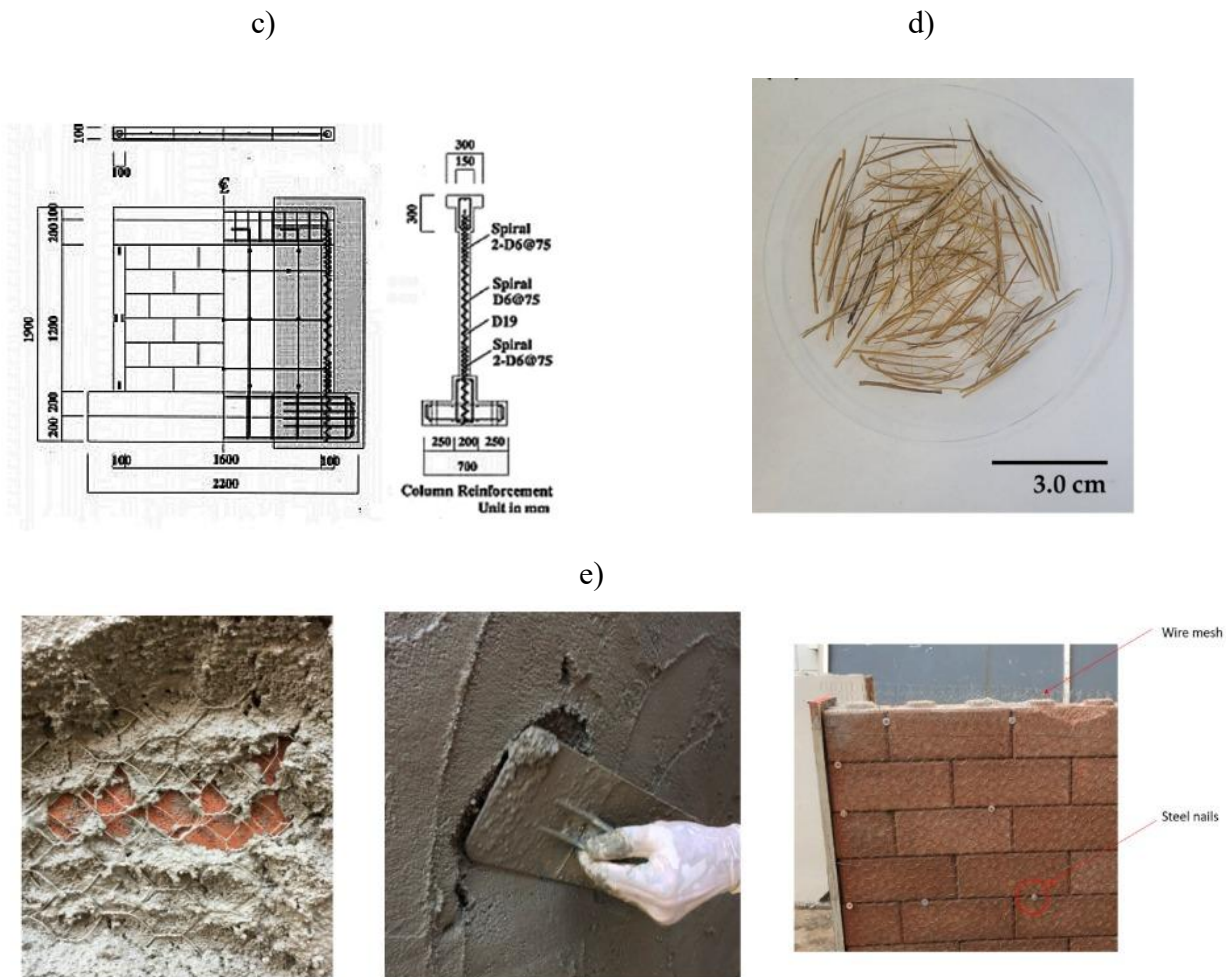 c)
d)
100
100
300
150
300
Spiral
2-D6@75
Spiral
D6@75
D19
Spiral
2-D6@75
℄
100
200
1200
1900
200
200
100
1600
100
2200
250 200 250
700
Column Reinforcement
Unit in mm
3.0 cm
e)
Wire mesh
Steel nails